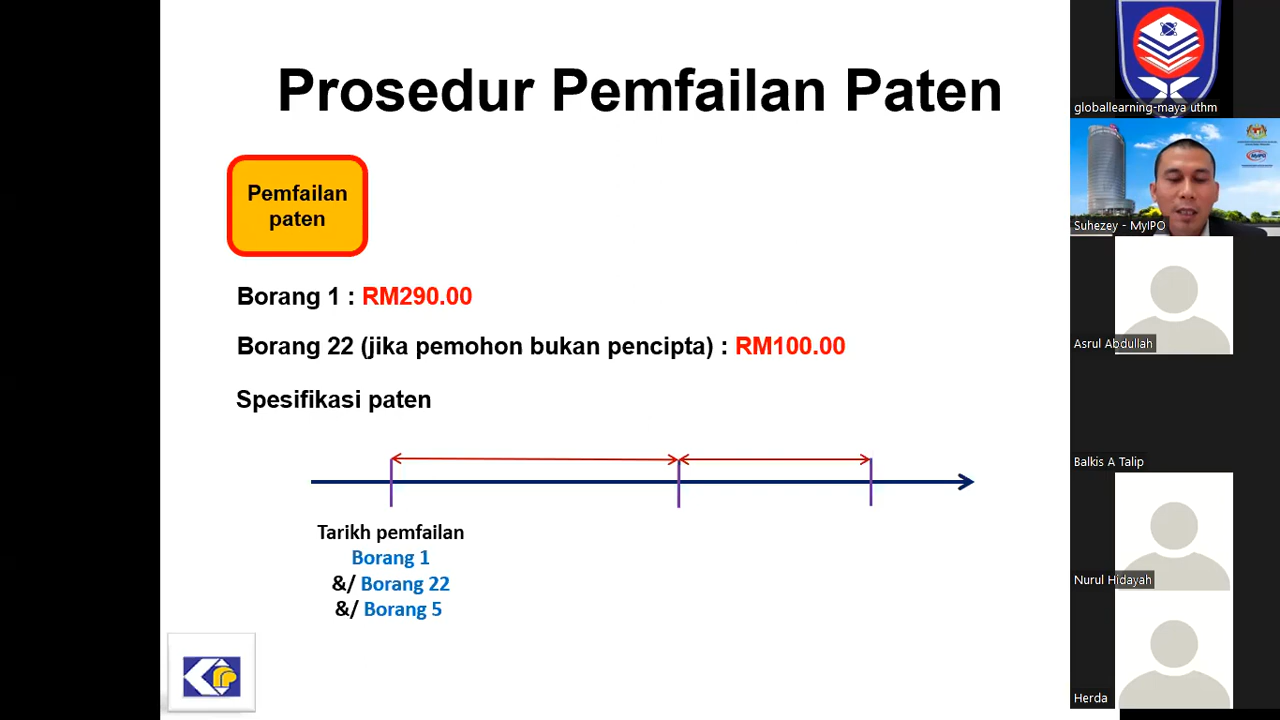 Prosedur Pemfailan Paten
Pemfailan
paten
Borang 1 : RM290.00
Borang 22 (jika pemohon bukan pencipta) : RM100.00
Spesifikasi paten
Tarikh pemfailan
Borang 1
&/ Borang 22
&/ Borang 5
globallearning-maya uthm
MyIPO
Suhezey - MyIPO
Asrul Abdullah
Balkis A Talip
Nurul Hidayah
Herda